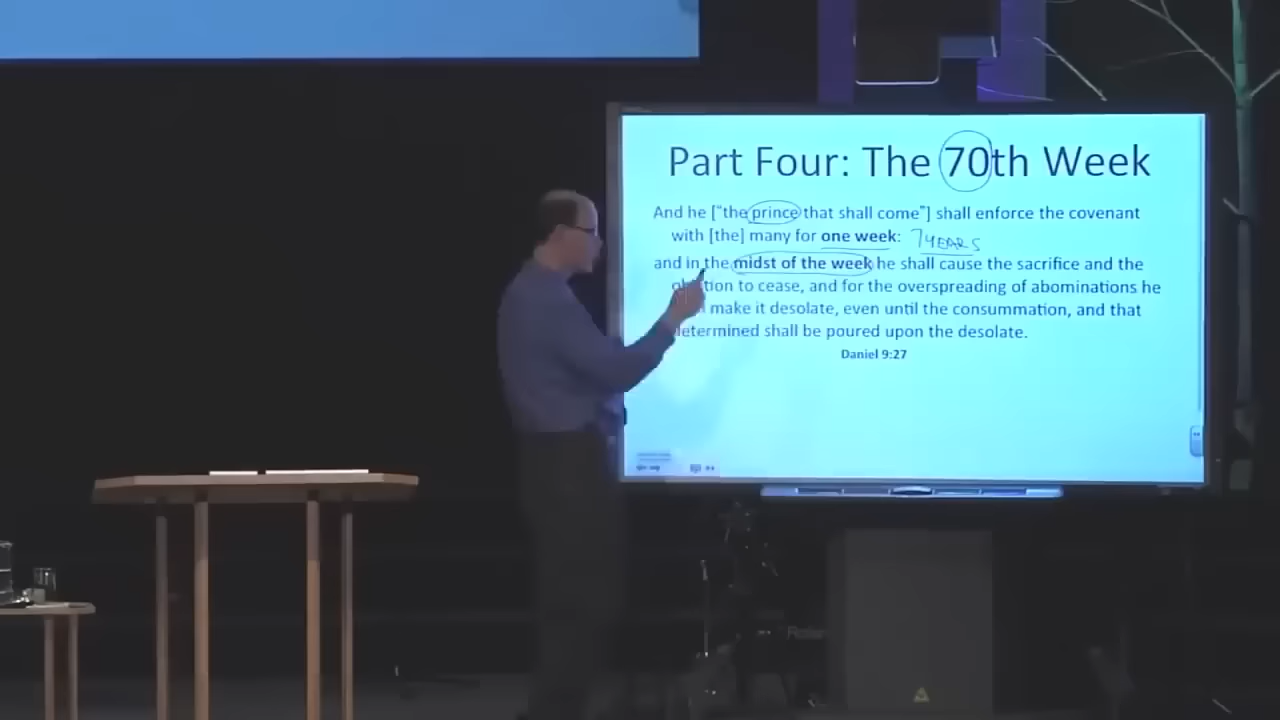 Part Four: The 70th Week
And he ["the prince that shall come"] shall enforce the covenant
with [the] many for one week: 7 YEARS
and in the midst of the week he shall cause the sacrifice and the
to cease, and for the overspreading of abominations he
make it desolate, even until the consummation, and that
determined shall be poured upon the desolate.
Daniel 9:27